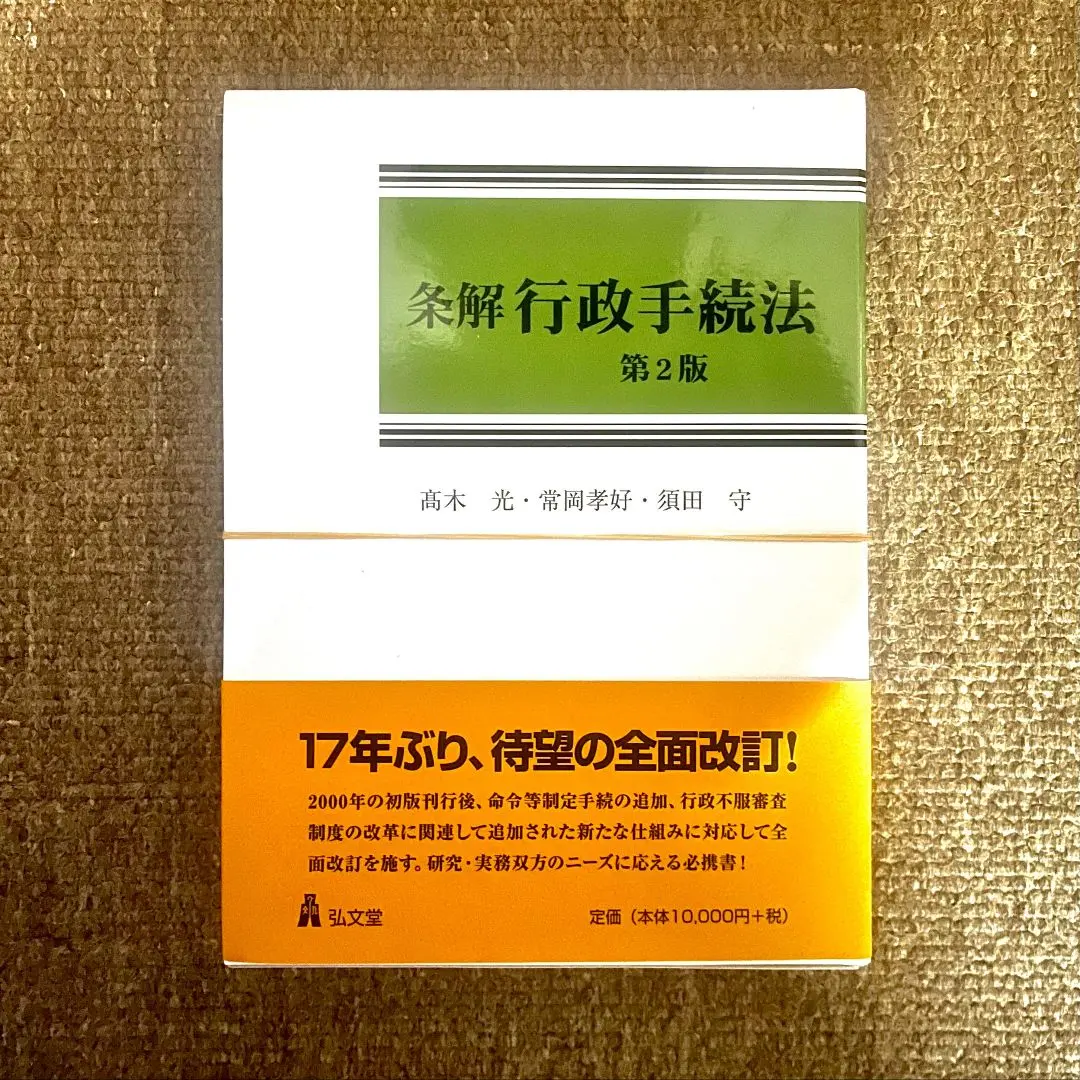 条解 行政手続法
第2版
髙木 光・常岡孝好・須田 守
17年ぶり、待望の全面改訂!
2000年の初版刊行後、命令等制定手続の追加、行政不服審査
制度の改革に関連して追加された新たな仕組みに対応して全
面改訂を施す。研究・実務双方のニーズに応える必携書!
弘文堂 定価(本体10,000円+税)